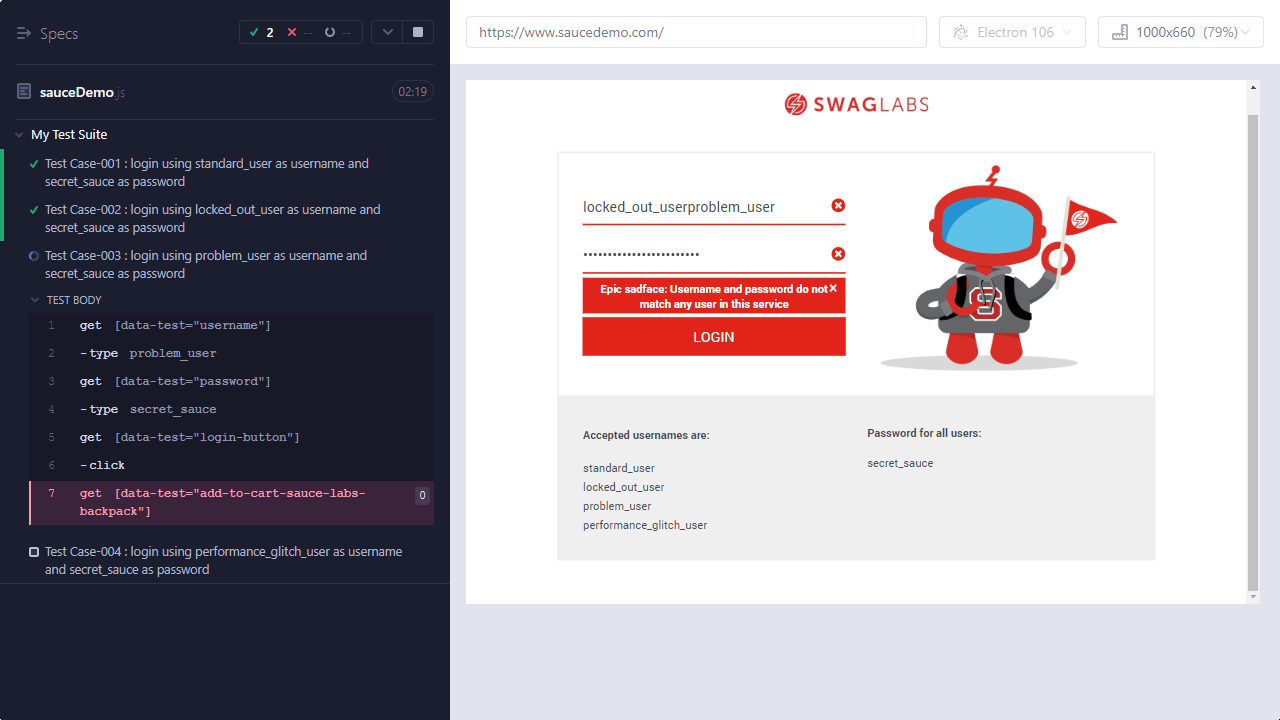 Specs
2 -- --
sauceDemo.js
02:19
My Test Suite
Test Case-001 : login using standard_user as username and
secret_sauce as password
Test Case-002 : login using locked_out_user as username and
secret_sauce as password
Test Case-003 : login using problem_user as username and
secret_sauce as password
TEST BODY
1 get [data-test="username"]
2 -type problem_user
3 get [data-test="password"]
4 -type secret_sauce
5 get [data-test="login-button"]
6 -click
7 get [data-test="add-to-cart-sauce-labs-
backpack"]
0
Test Case-004 : login using performance_glitch_user as username
and secret_sauce as password
https://www.saucedemo.com/
Electron 106
1000x660 (79%)
SWAGLABS
locked_out_userproblem_user
Epic sadface: Username and password do not
match any user in this service
LOGIN
S
Accepted usernames are:
standard_user
locked_out_user
problem_user
performance_glitch_user
Password for all users:
secret_sauce